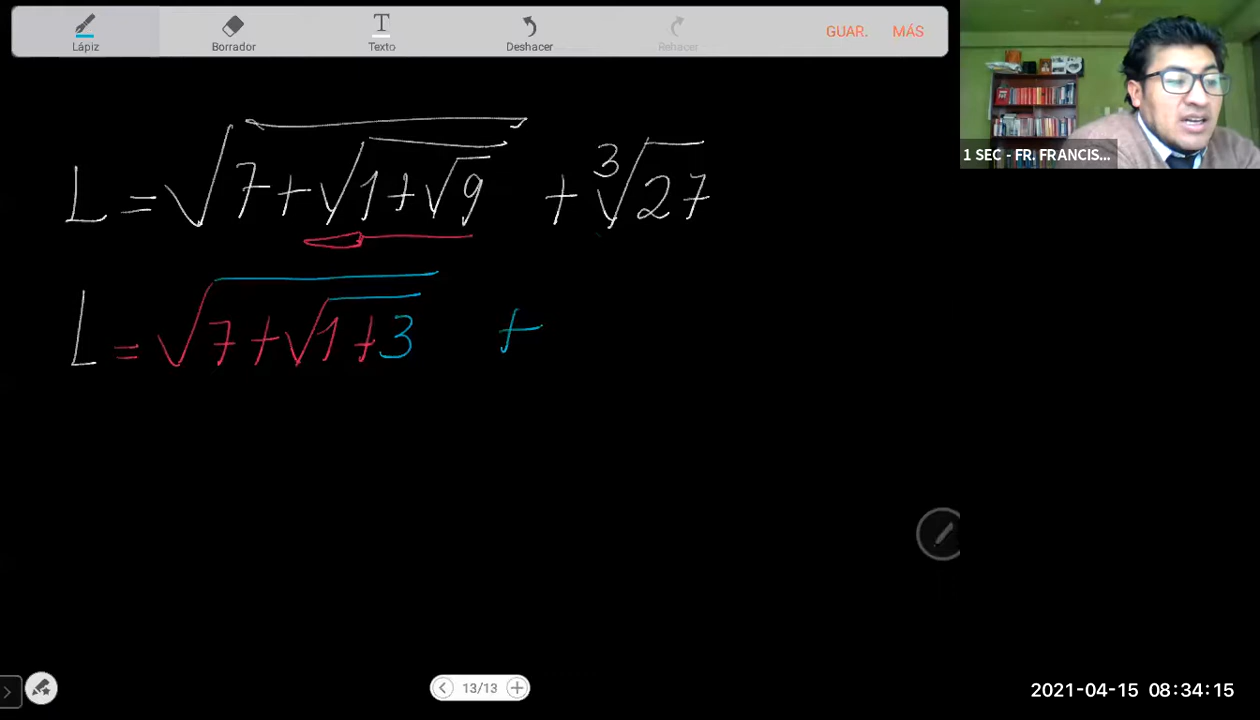 Lápiz Borrador Texto Deshacer Rehacer GUAR. MÁS
1 SEC - FR. FRANCIS...
L = √(7 + √(1 + √9)) + ³√27
L = √(7 + √(1 + 3)) +
13/13
2021-04-15 08:34:15